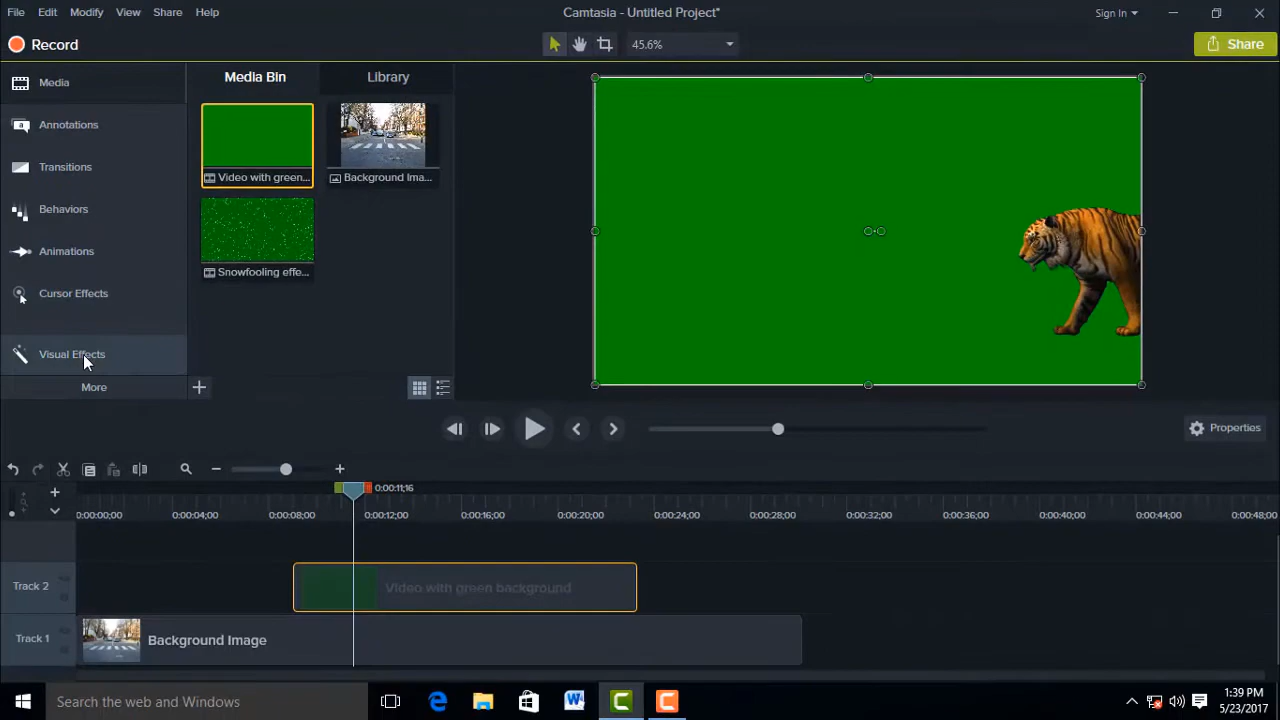 File Edit Modify View Share Help
Camtasia - Untitled Project*
Sign In
Record
45.6%
Share
Media
Annotations
Transitions
Behaviors
Animations
Cursor Effects
Visual Effects
More
Media Bin
Library
Video with green...
Background Ima...
Snowfooling effe...
Properties
0:00:11;16
0:00:00;00 0:00:04;00 0:00:08;00 0:00:12;00 0:00:16;00 0:00:20;00 0:00:24;00 0:00:28;00 0:00:32;00 0:00:36;00 0:00:40;00 0:00:44;00 0:00:48;00
Track 2
Video with green background
Track 1
Background Image
Search the web and Windows
1:39 PM
5/23/2017